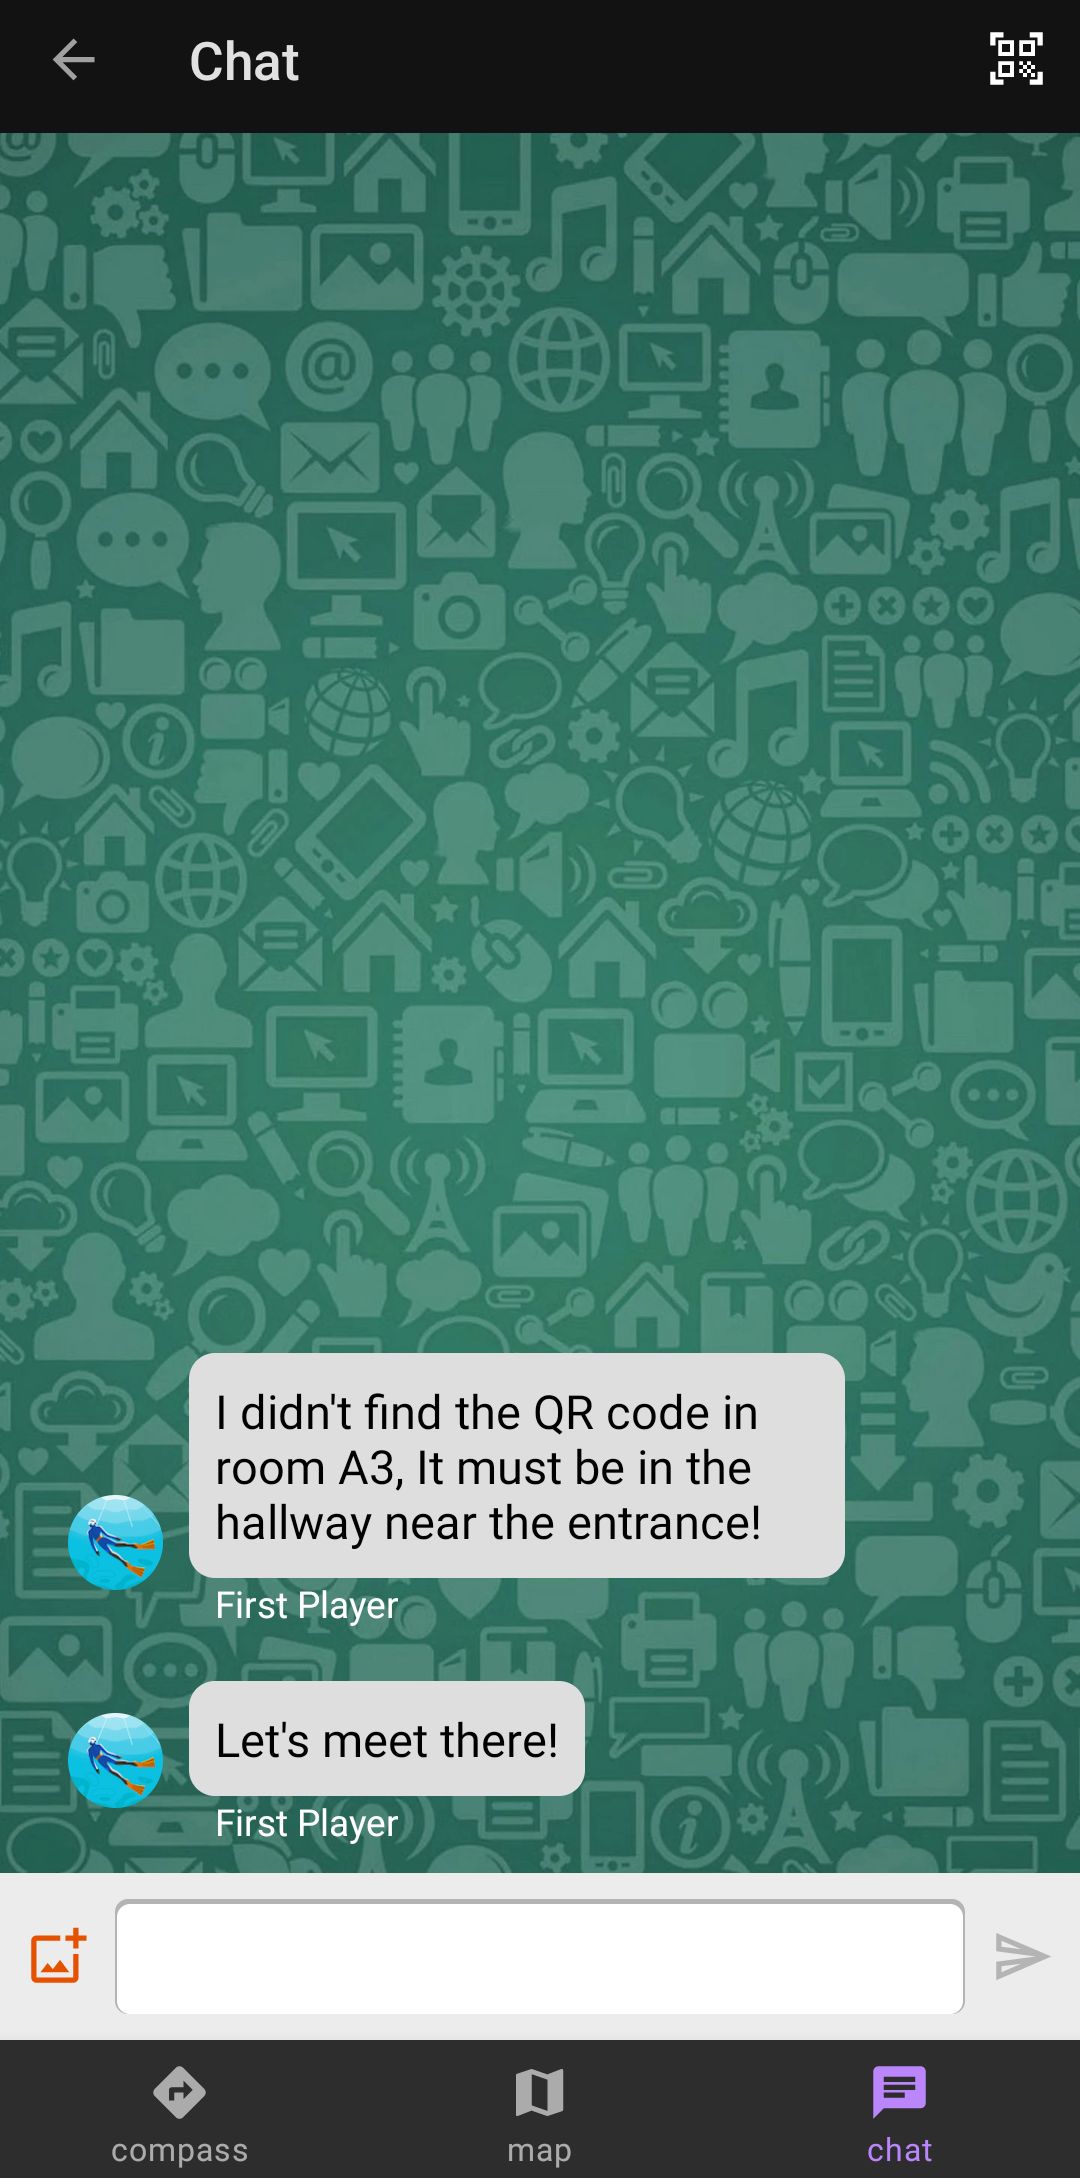 Chat
I didn't find the QR code in
room A3, It must be in the
hallway near the entrance!
First Player
Let's meet there!
First Player
compass
map
chat